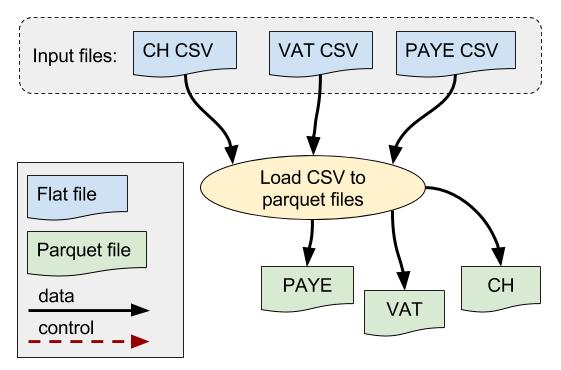 Input files:
CH CSV
VAT CSV
PAYE CSV
Load CSV to
parquet files
Flat file
Parquet file
data
control
PAYE
VAT
CH